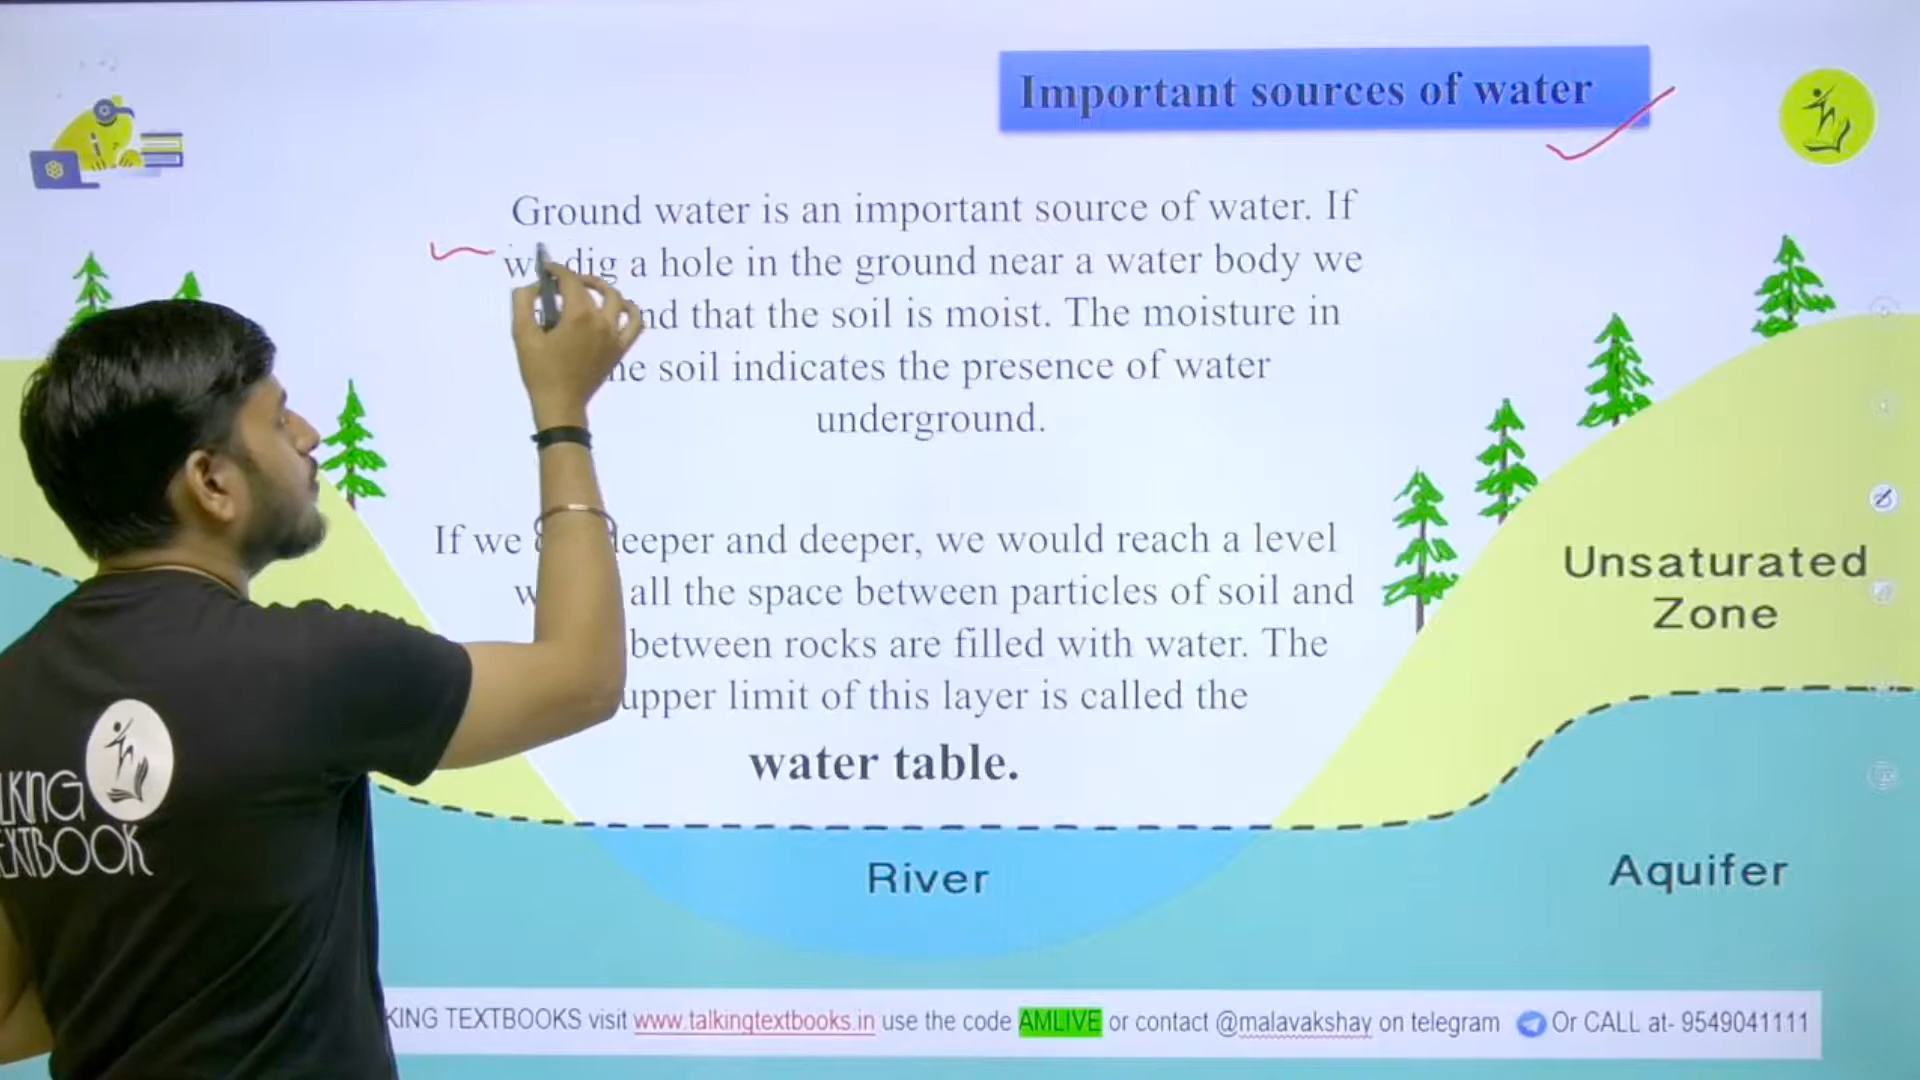 Important sources of water
Ground water is an important source of water. If
dig a hole in the ground near a water body we
that the soil is moist. The moisture in
soil indicates the presence of water
underground.
If we deeper and deeper, we would reach a level
all the space between particles of soil and
between rocks are filled with water. The
upper limit of this layer is called the
water table.
Unsaturated
Zone
River
Aquifer
TEXTBOOK
KING TEXTBOOKS visit www.talkingtextbooks.in use the code AMLIVE or contact @malavakshay on telegram Or CALL at- 9549041111